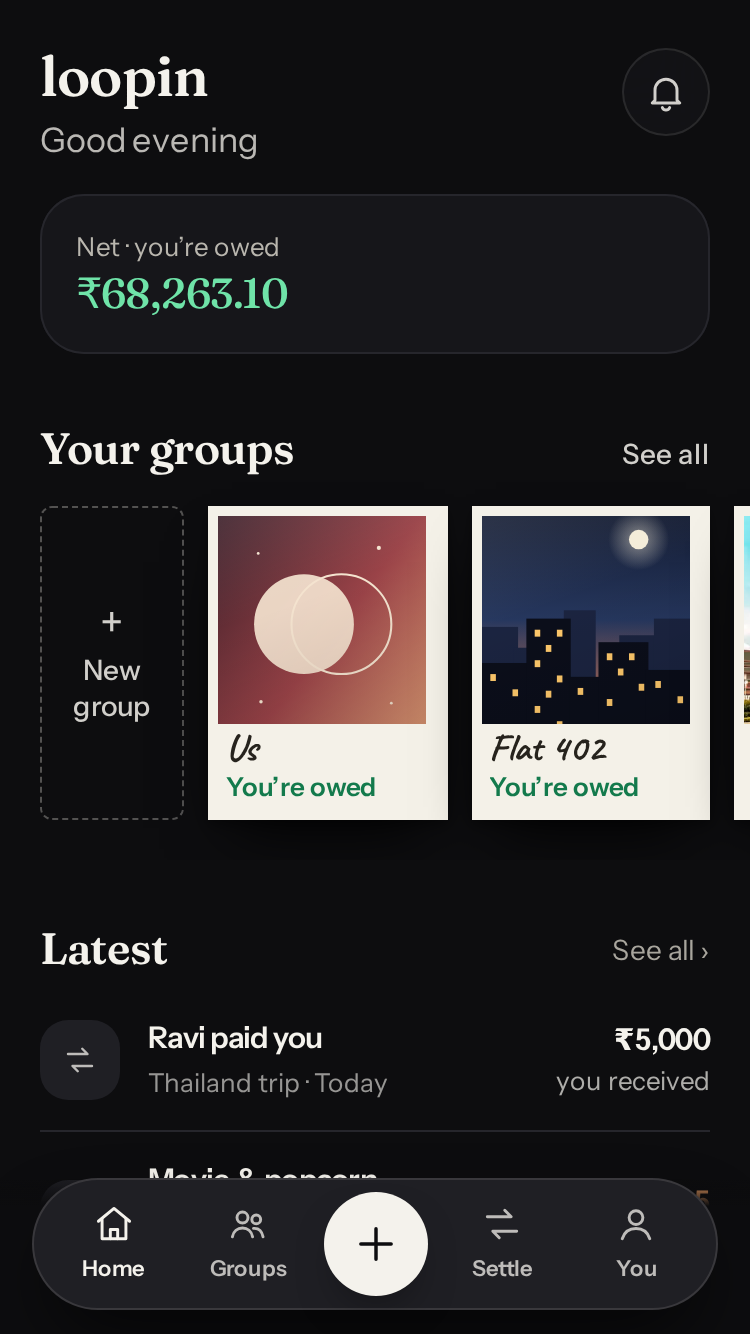 loopin
Good evening
Net · you’re owed
₹68,263.10
Your groups
See all
+
New
group
Us
You’re owed
Flat 402
You’re owed
Latest
See all ›
Ravi paid you
₹5,000
Thailand trip · Today
you received
Movie & popcorn
Home
Groups
Settle
You